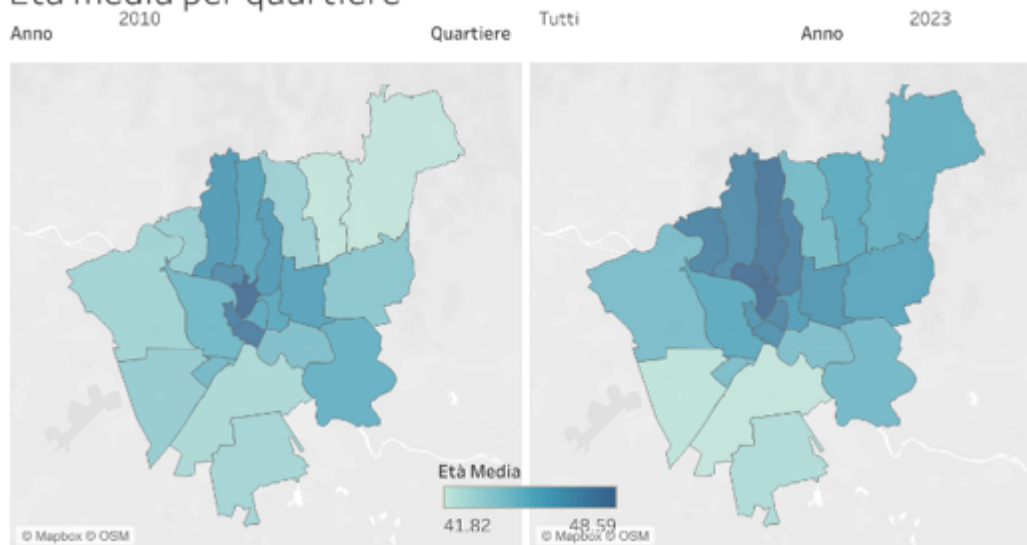 Età media per quartiere
2010
Tutti
2023
Anno
Quartiere
Anno
Età Media
41.82
48.59
© Mapbox © OSM
© Mapbox © OSM